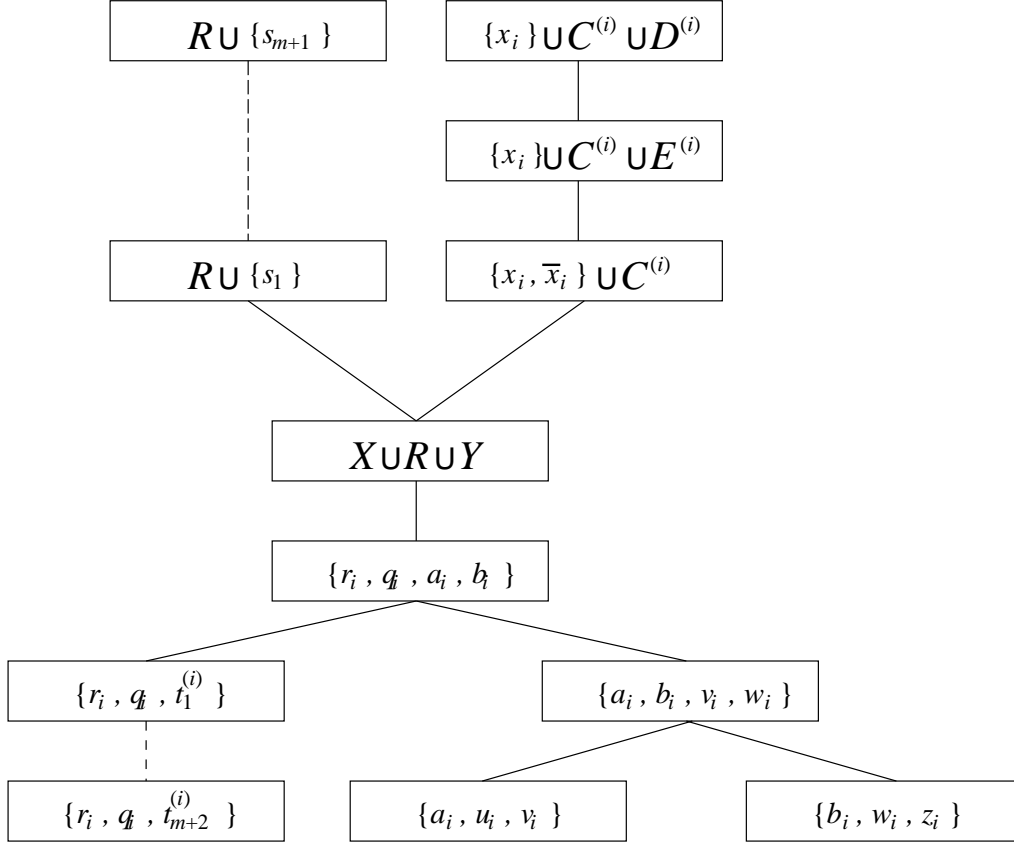 R ∪ {s_{m+1}}
{x_i} ∪ C^{(i)} ∪ D^{(i)}
{x_i} ∪ C^{(i)} ∪ E^{(i)}
R ∪ {s_1}
{x_i, x̅_i} ∪ C^{(i)}
X ∪ R ∪ Y
{r_i, q_i, a_i, b_i}
{r_i, q_i, t_1^{(i)}}
{a_i, b_i, v_i, w_i}
{r_i, q_i, t_{m+2}^{(i)}}
{a_i, u_i, v_i}
{b_i, w_i, z_i}